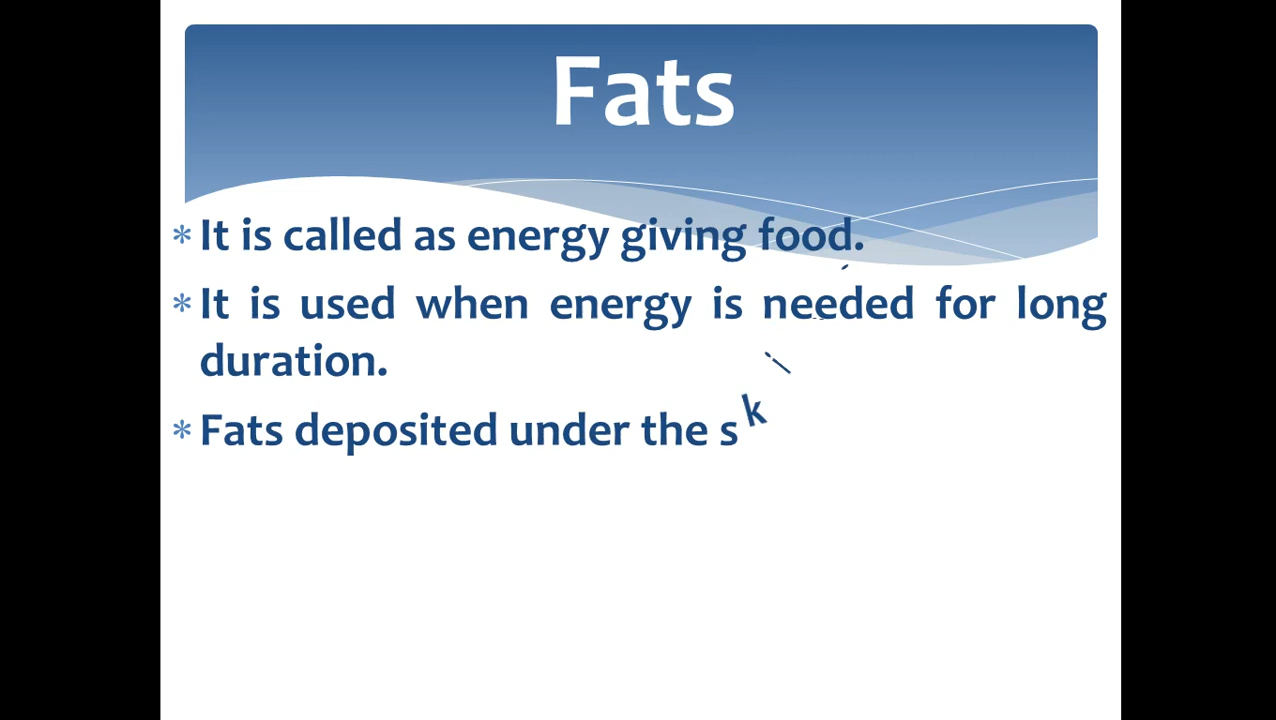 Fats
* It is called as energy giving food.
* It is used when energy is needed for long
duration.
* Fats deposited under the s k